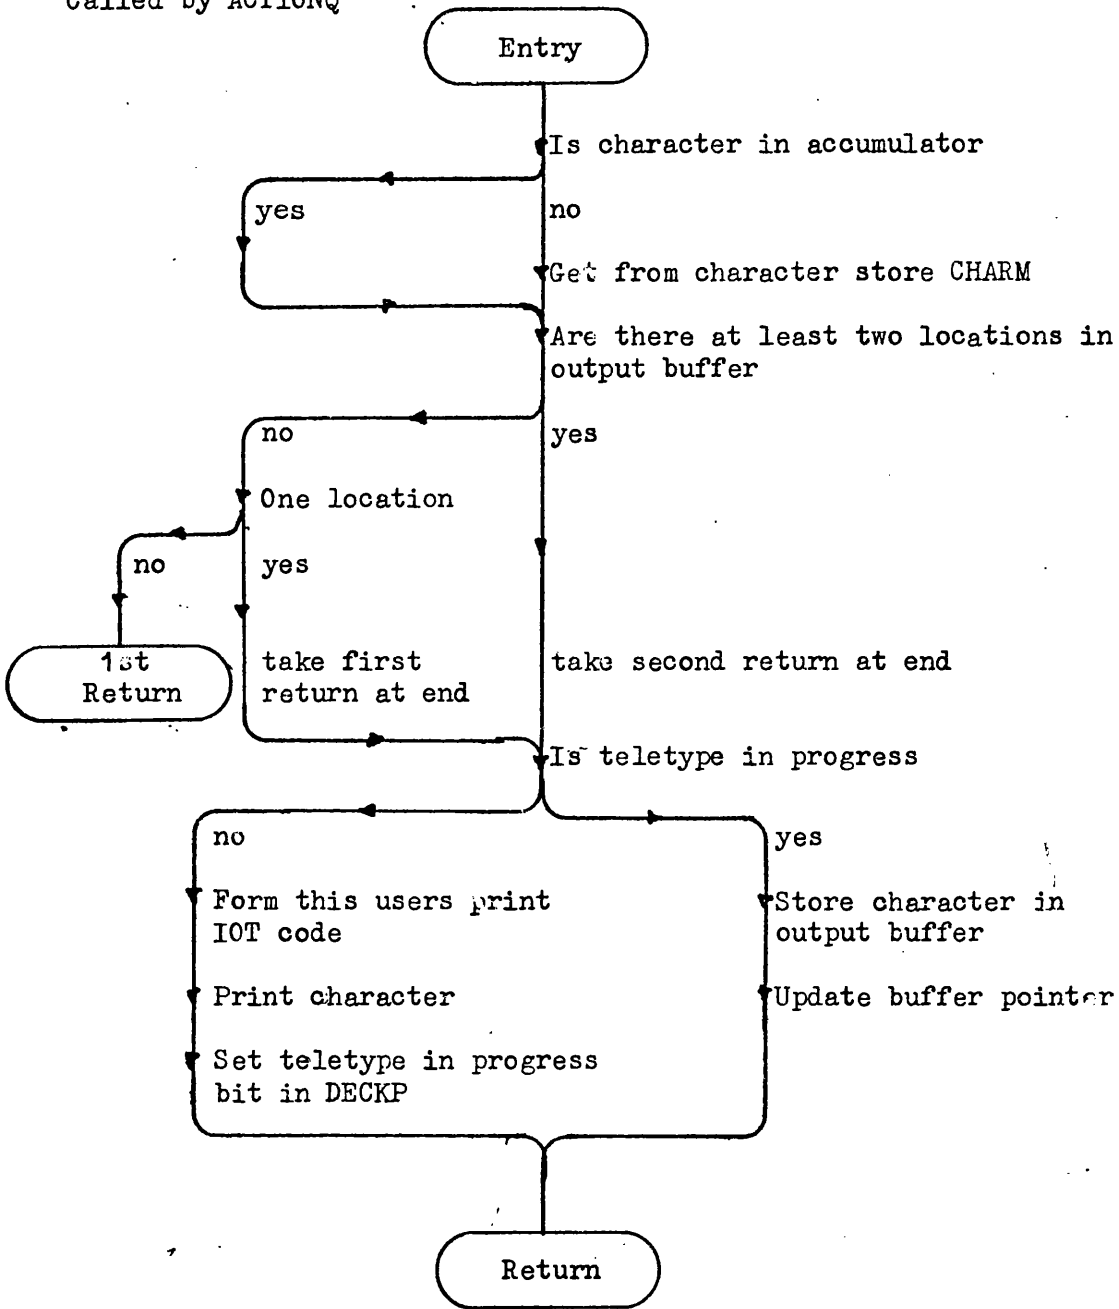 Called by ACTIONQ
Entry
Is character in accumulator
yes
no
Get from character store CHARM
Are there at least two locations in
output buffer
no
yes
One location
no
yes
1st
Return
take first
return at end
take second return at end
Is teletype in progress
no
yes
Form this users print
IOT code
Store character in
output buffer
Print character
Update buffer pointer
Set teletype in progress
bit in DECKP
Return